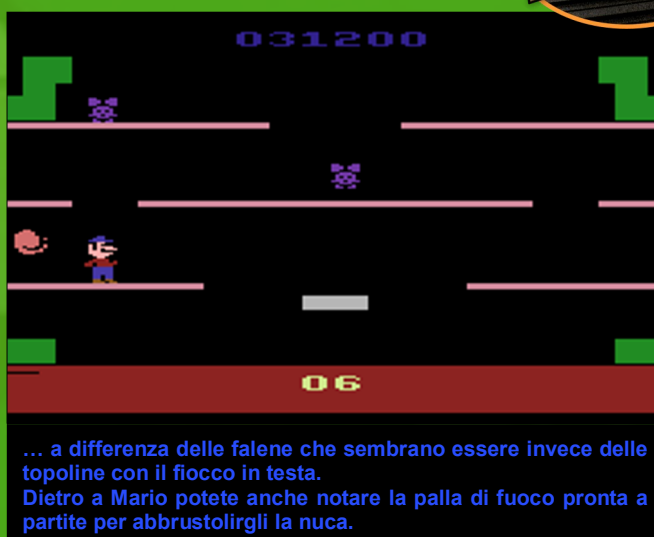 031200
06
… a differenza delle falene che sembrano essere invece delle
topoline con il fiocco in testa.
Dietro a Mario potete anche notare la palla di fuoco pronta a
partite per abbrustolirgli la nuca.